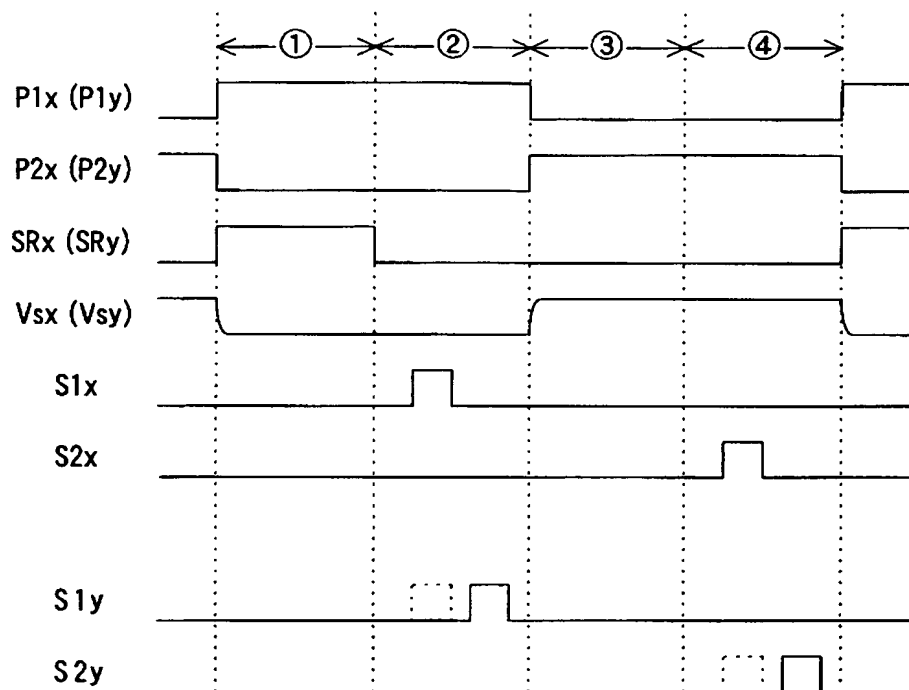 ① ② ③ ④
P1x (P1y)
P2x (P2y)
SRx (SRy)
Vsx (Vsy)
S1x
S2x
S1y
S2y